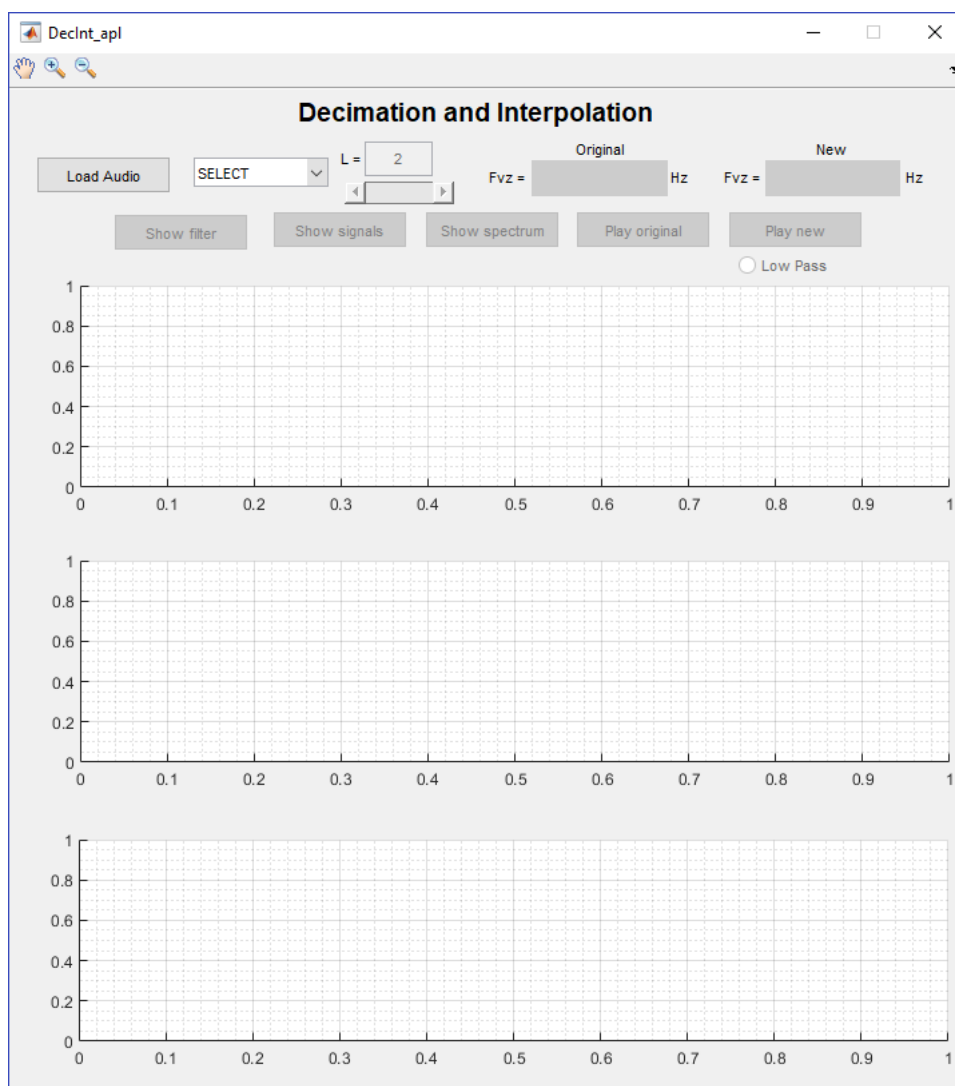 DecInt_apl
Decimation and Interpolation
Load Audio
SELECT
L = 2
Original
Fvz = Hz
New
Fvz = Hz
Show filter
Show signals
Show spectrum
Play original
Play new
Low Pass
1
0.8
0.6
0.4
0.2
0
0 0.1 0.2 0.3 0.4 0.5 0.6 0.7 0.8 0.9 1
1
0.8
0.6
0.4
0.2
0
0 0.1 0.2 0.3 0.4 0.5 0.6 0.7 0.8 0.9 1
1
0.8
0.6
0.4
0.2
0
0 0.1 0.2 0.3 0.4 0.5 0.6 0.7 0.8 0.9 1